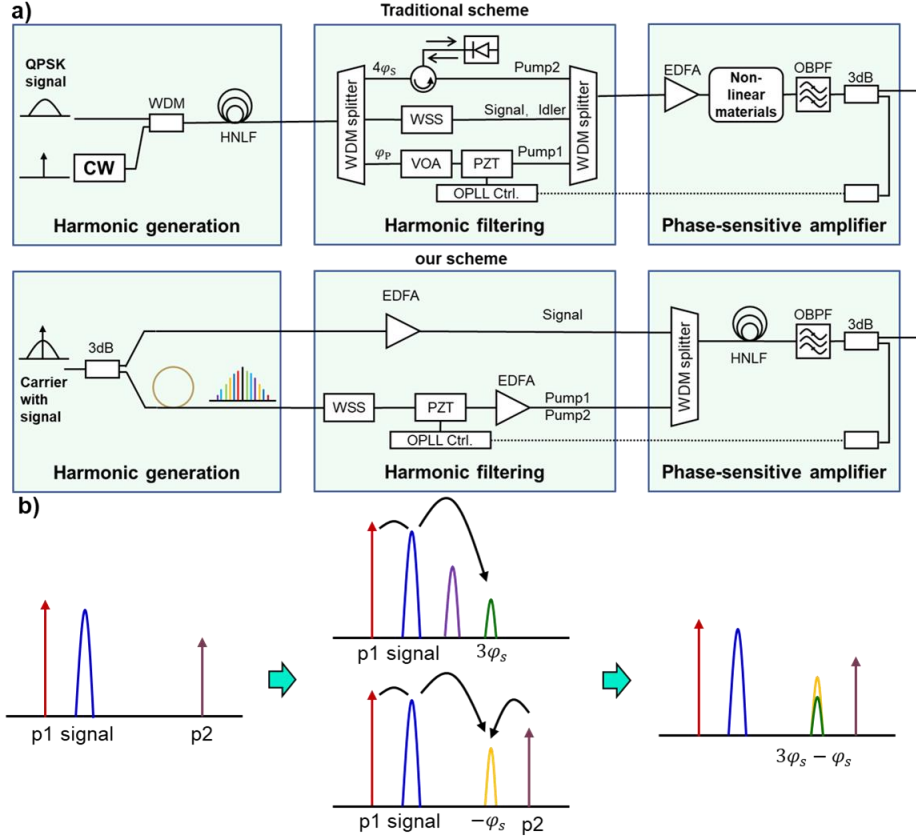 a)
Traditional scheme
QPSK
signal
WDM
HNLF
CW
Harmonic generation
WDM splitter
4φS
Pump2
WSS
Signal、Idler
φP
VOA
PZT
Pump1
OPLL Ctrl.
WDM splitter
Harmonic filtering
EDFA
Non-
linear
materials
OBPF
3dB
Phase-sensitive amplifier
our scheme
Carrier
with
signal
3dB
Harmonic generation
EDFA
Signal
WSS
PZT
EDFA
Pump1
Pump2
OPLL Ctrl.
Harmonic filtering
WDM splitter
HNLF
OBPF
3dB
Phase-sensitive amplifier
b)
p1 signal
p2
p1 signal
3φs
p1 signal
−φs
p2
3φs − φs